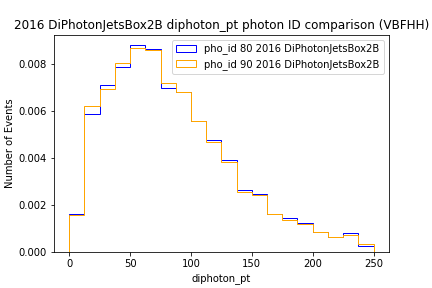 2016 DiPhotonJetsBox2B diphoton_pt photon ID comparison (VBFHH)
pho_id 80 2016 DiPhotonJetsBox2B
pho_id 90 2016 DiPhotonJetsBox2B
Number of Events
0.008
0.006
0.004
0.002
0.000
0 50 100 150 200 250
diphoton_pt